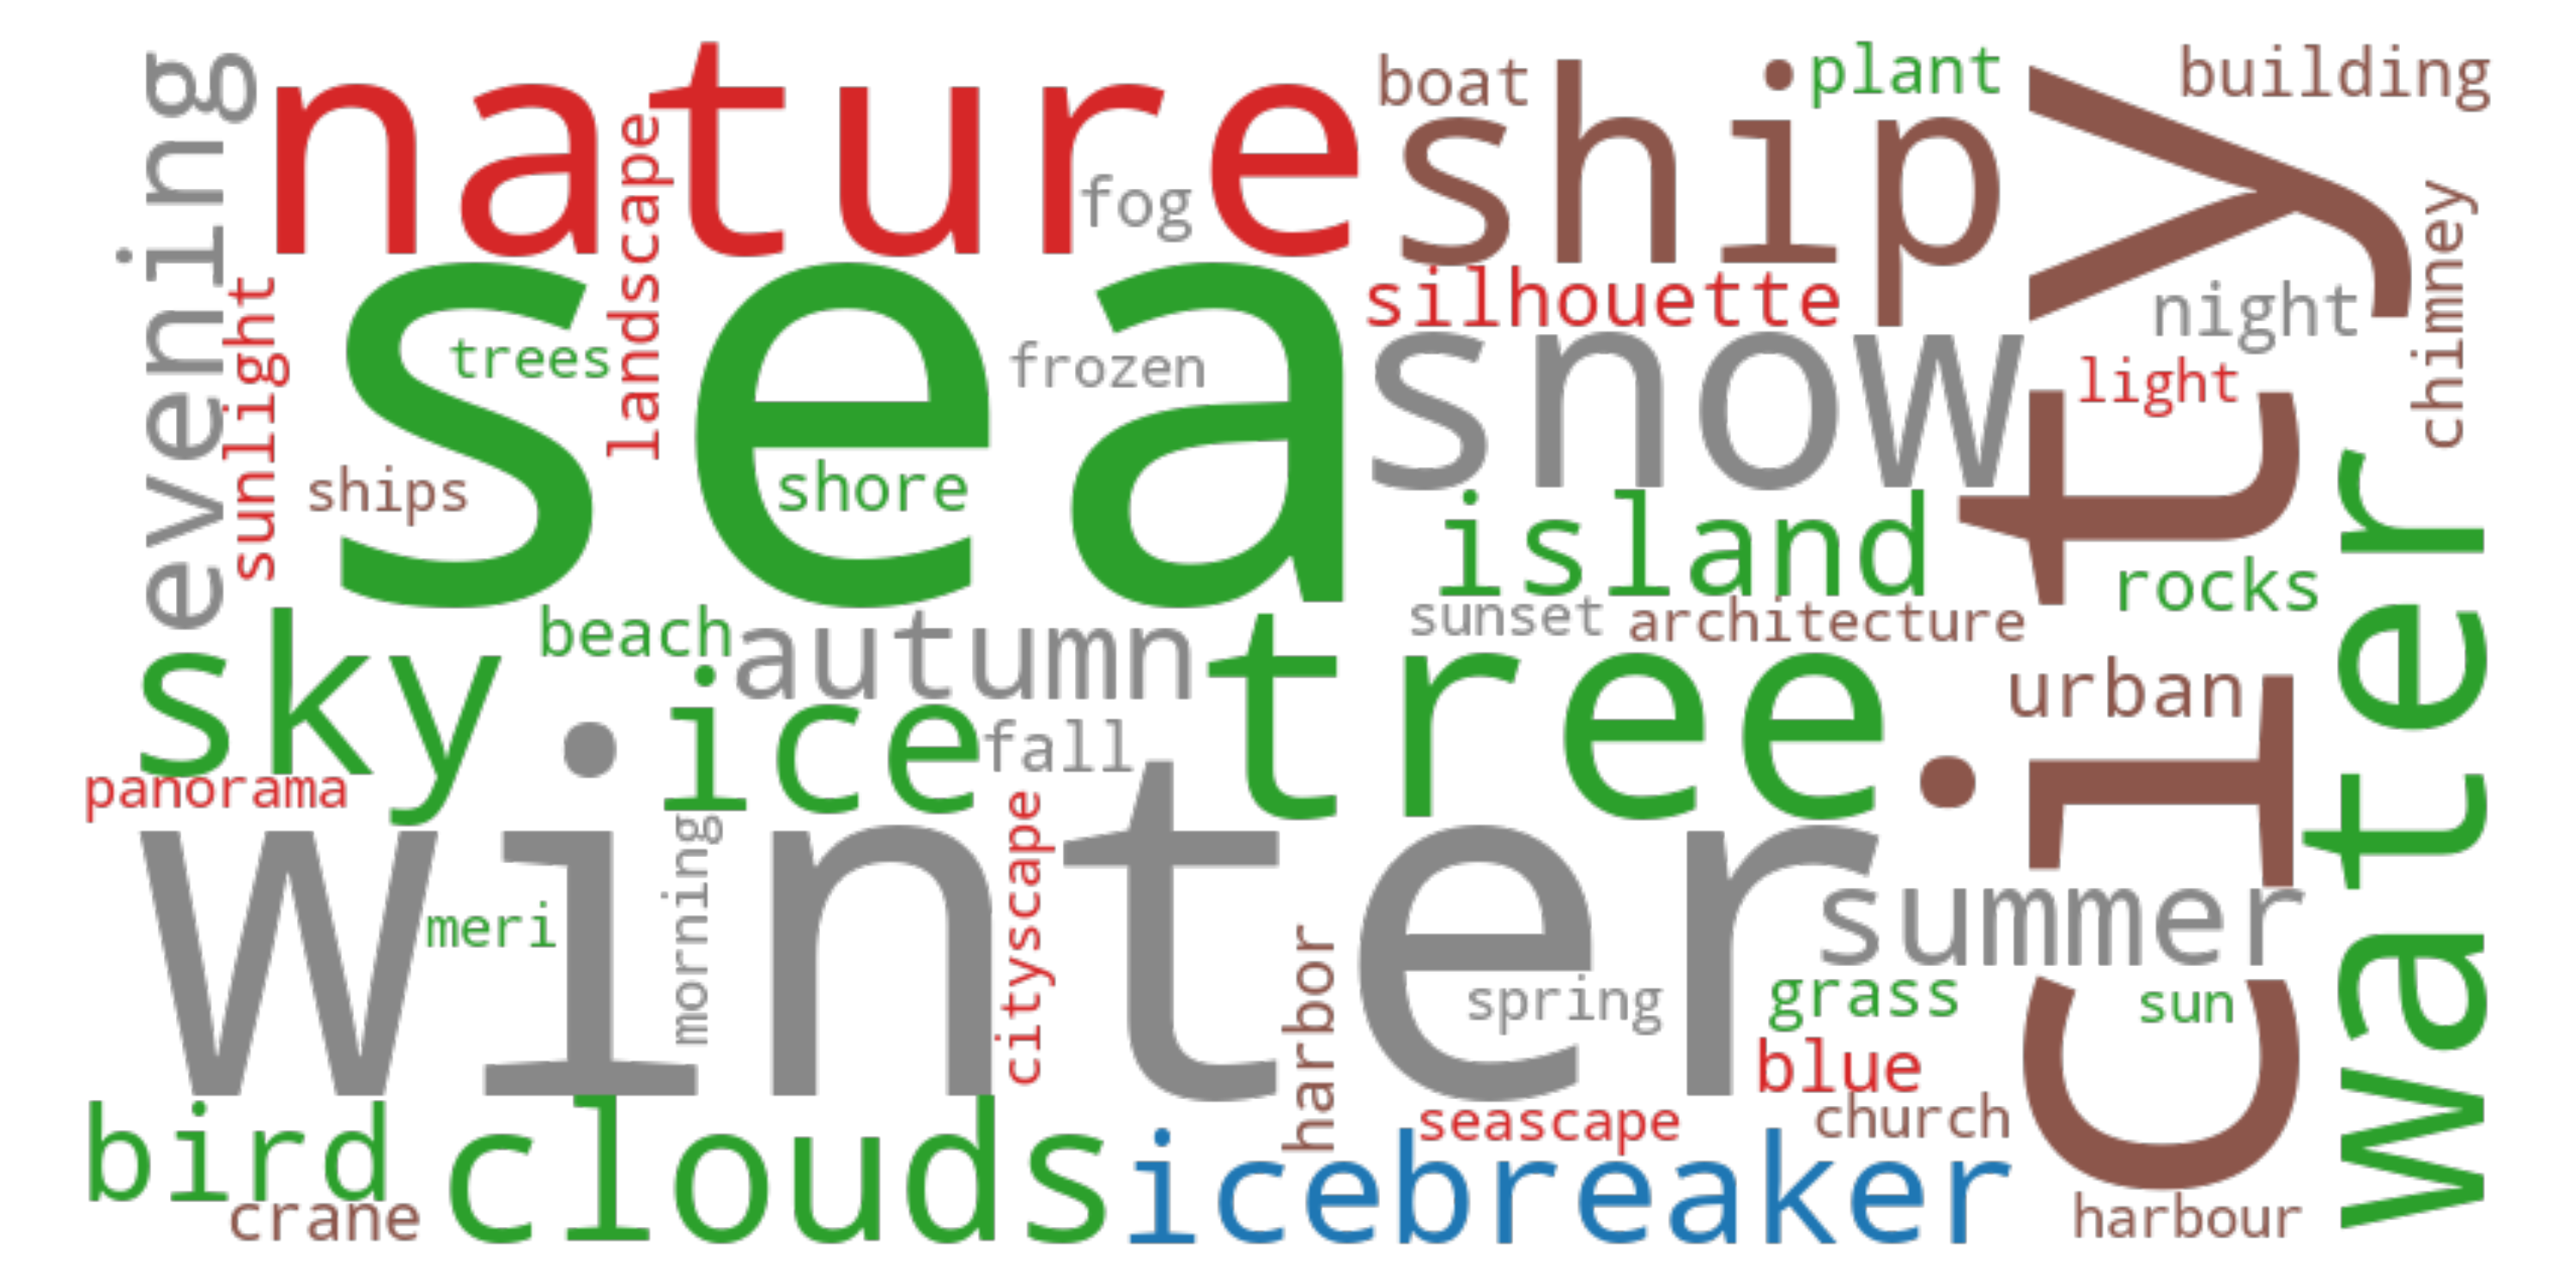 evening
nature
boat
ship
plant
building
city
landscape
fog
chimney
sunlight
sea
silhouette
night
trees
frozen
snow
light
ships
shore
island
water
rocks
sky
beach
autumn
sunset
architecture
tree
urban
ice
fall
panorama
winter
morning
cityscape
summer
meri
harbor
spring
grass
sun
blue
bird
clouds
seascape
church
crane
icebreaker
harbour